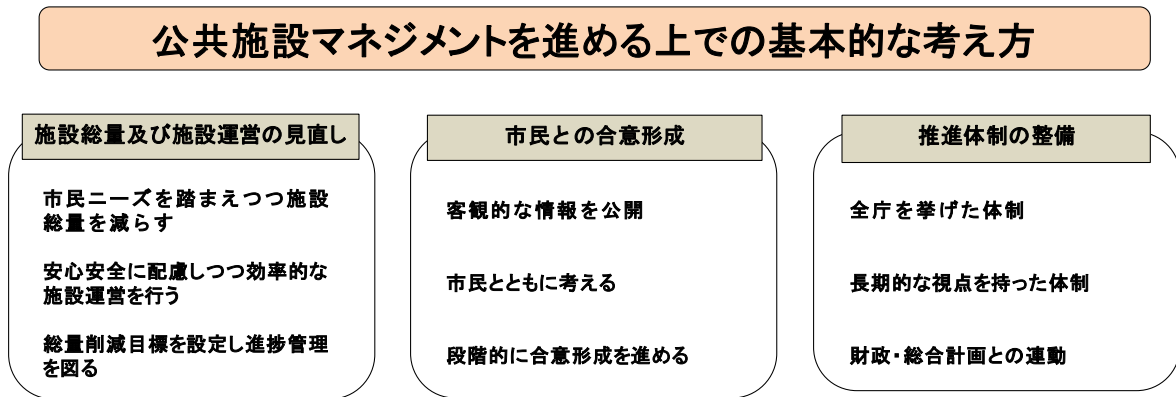 公共施設マネジメントを進める上での基本的な考え方
施設総量及び施設運営の見直し
市民ニーズを踏まえつつ施設
総量を減らす
安心安全に配慮しつつ効率的な
施設運営を行う
総量削減目標を設定し進捗管理
を図る
市民との合意形成
客観的な情報を公開
市民とともに考える
段階的に合意形成を進める
推進体制の整備
全庁を挙げた体制
長期的な視点を持った体制
財政・総合計画との連動